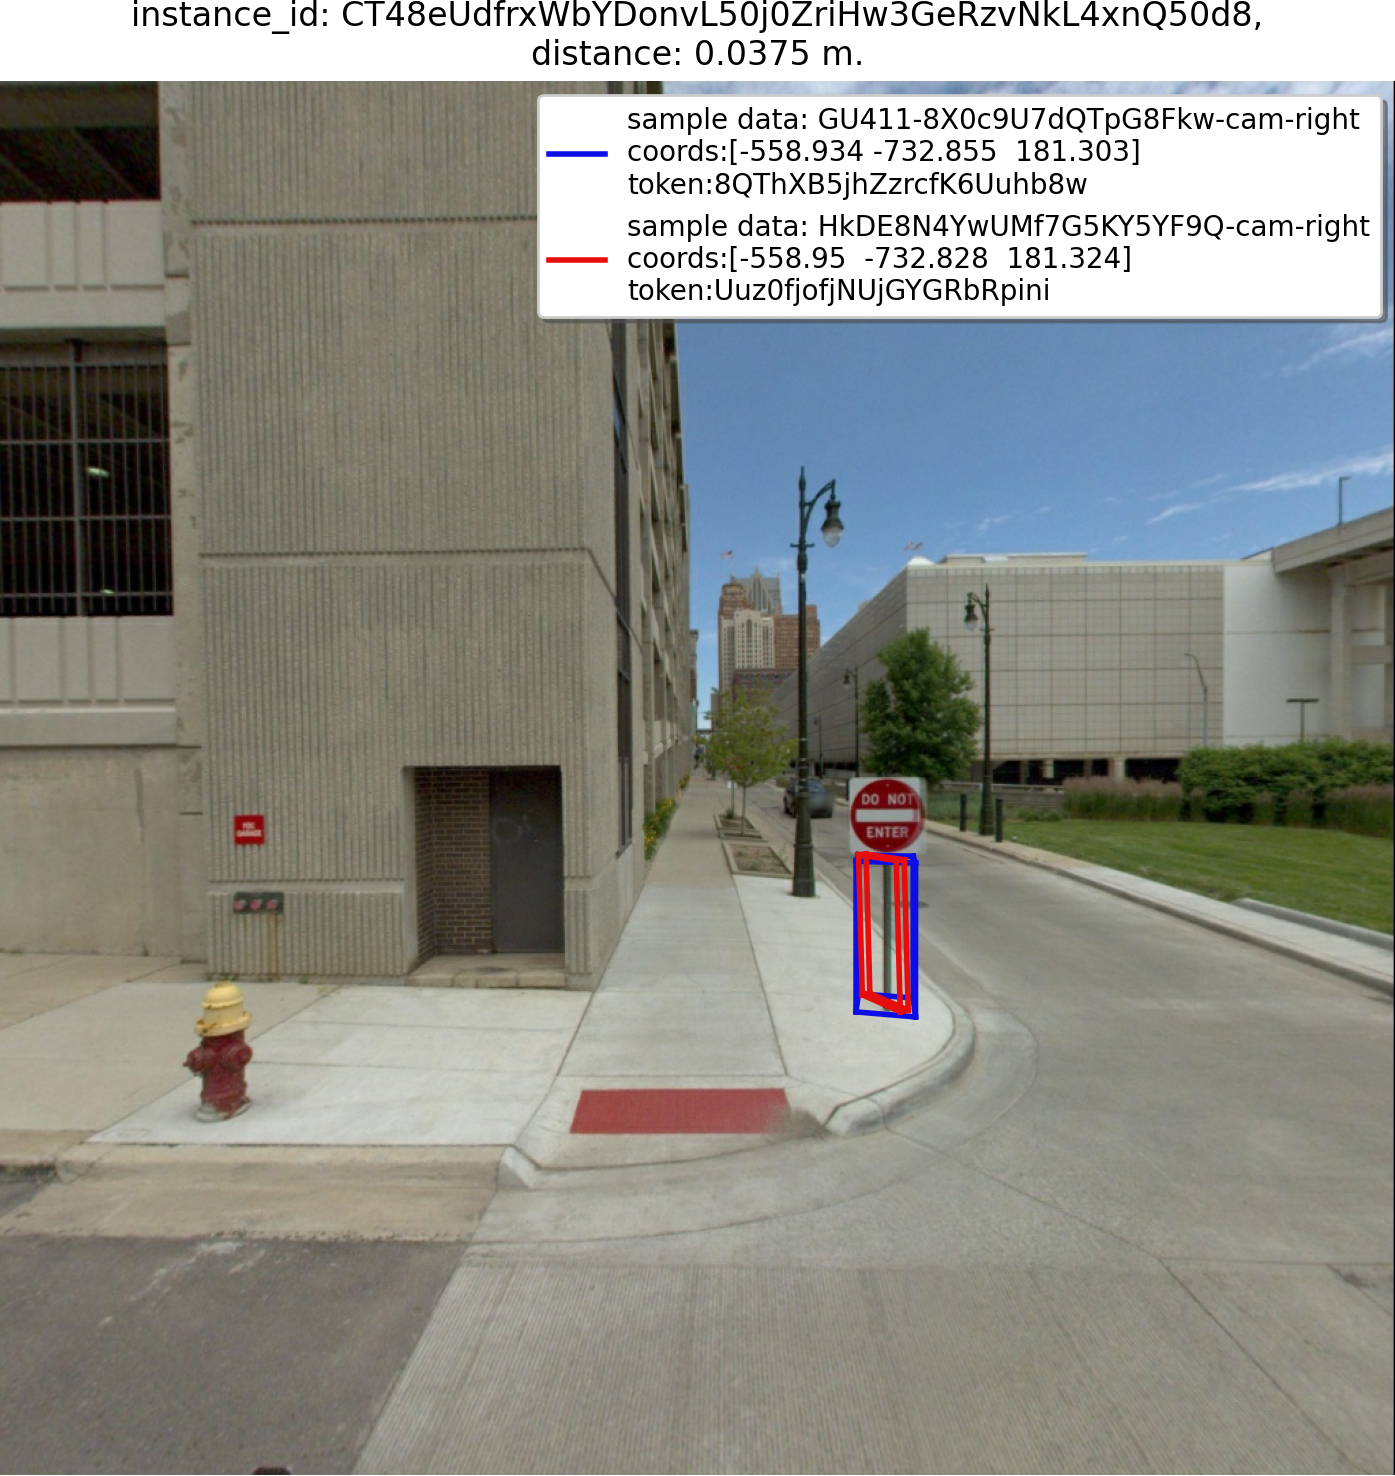 instance_id: CT48eUdfrxWbYDonvL50j0ZriHw3GeRzvNkL4xnQ50d8,
distance: 0.0375 m.
sample data: GU411-8X0c9U7dQTpG8Fkw-cam-right
coords:[-558.934 -732.855  181.303]
token:8QThXB5jhZzrcfK6Uuhb8w
sample data: HkDE8N4YwUMf7G5KY5YF9Q-cam-right
coords:[-558.95  -732.828  181.324]
token:Uuz0fjofjNUjGYGRbRpini
DO NOT
ENTER
GARAGE